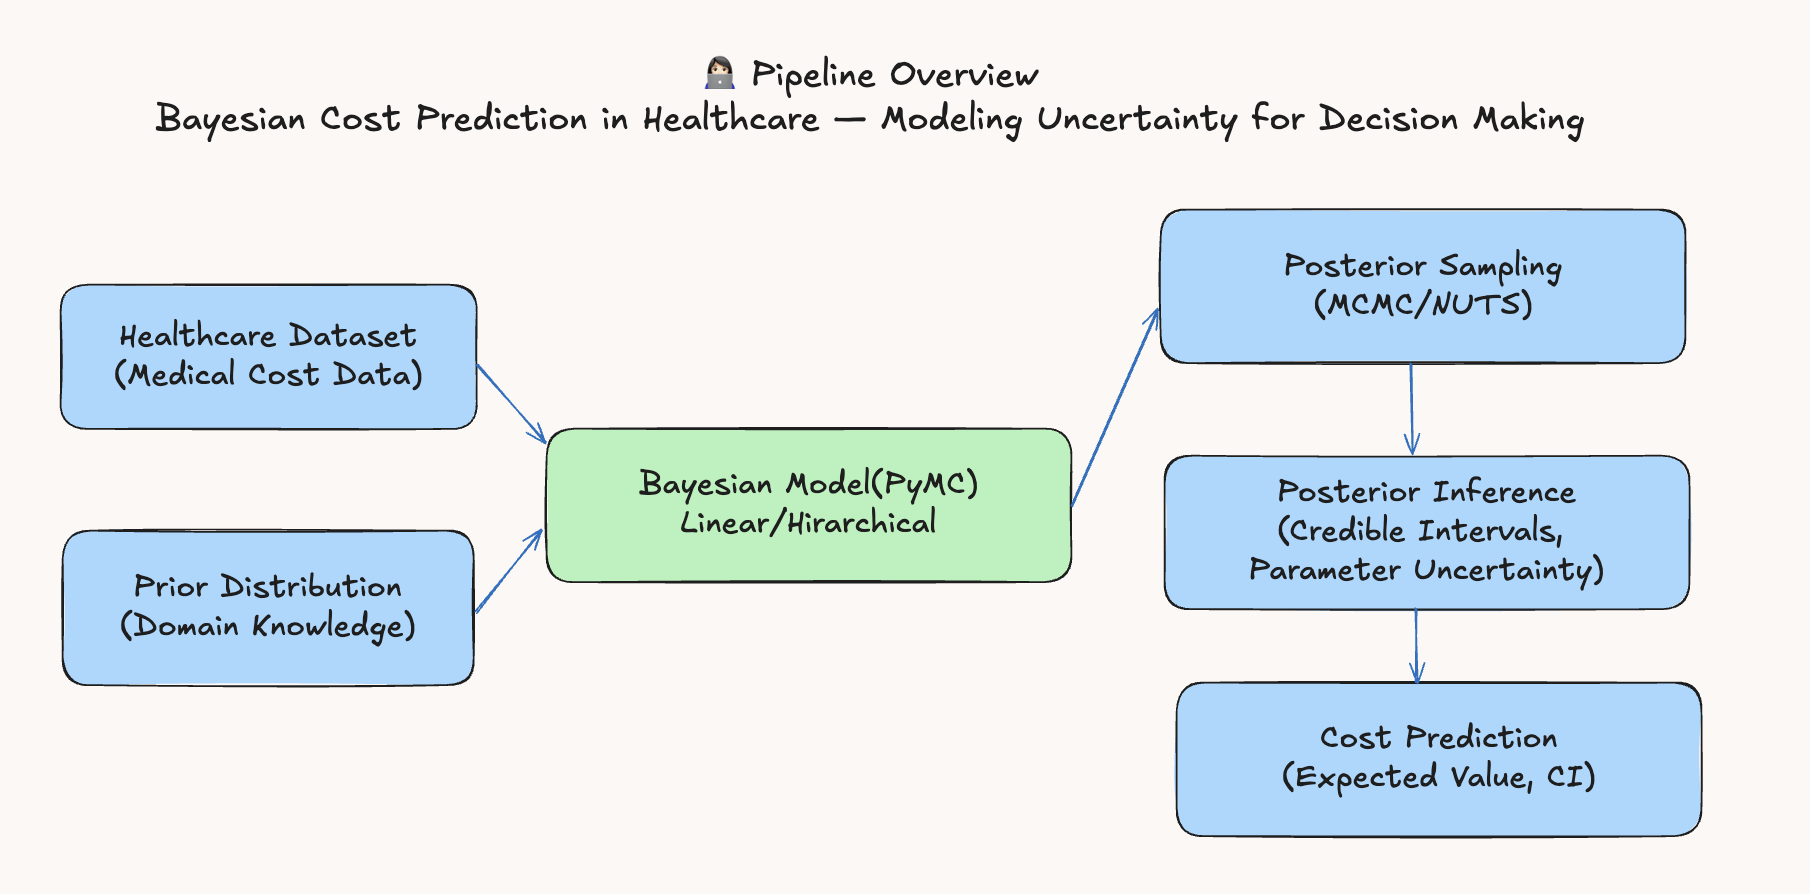 Pipeline Overview
Bayesian Cost Prediction in Healthcare — Modeling Uncertainty for Decision Making
Healthcare Dataset
(Medical Cost Data)
Prior Distribution
(Domain Knowledge)
Bayesian Model(PyMC)
Linear/Hirarchical
Posterior Sampling
(MCMC/NUTS)
Posterior Inference
(Credible Intervals,
Parameter Uncertainty)
Cost Prediction
(Expected Value, CI)